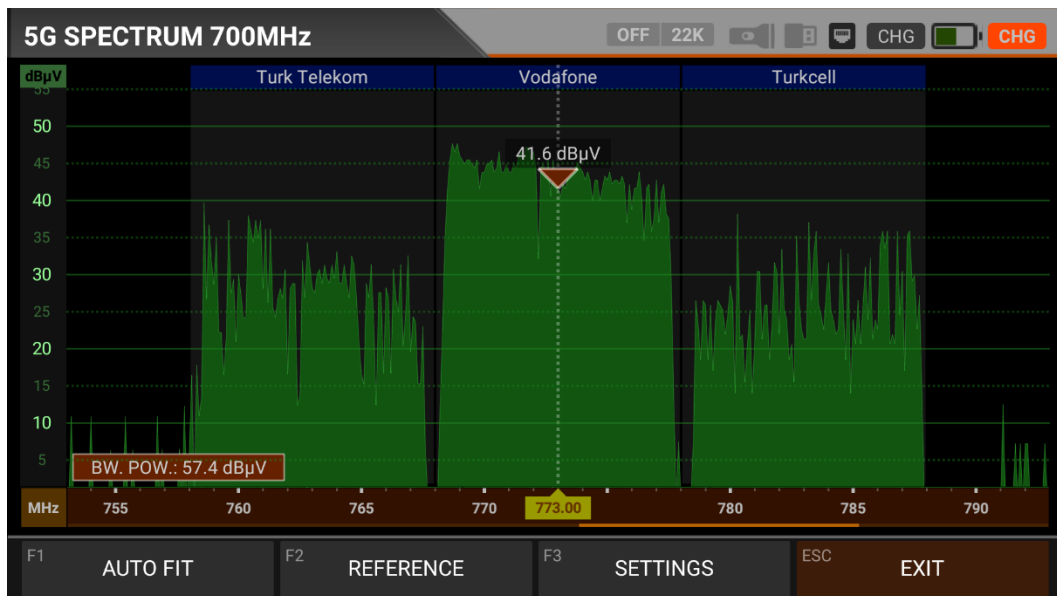 5G SPECTRUM 700MHz
OFF 22K CHG CHG
dBµV Turk Telekom Vodafone Turkcell
55
50
41.6 dBµV
45
40
35
30
25
20
15
10
5
BW. POW.: 57.4 dBµV
MHz 755 760 765 770 773.00 780 785 790
F1 AUTO FIT F2 REFERENCE F3 SETTINGS ESC EXIT